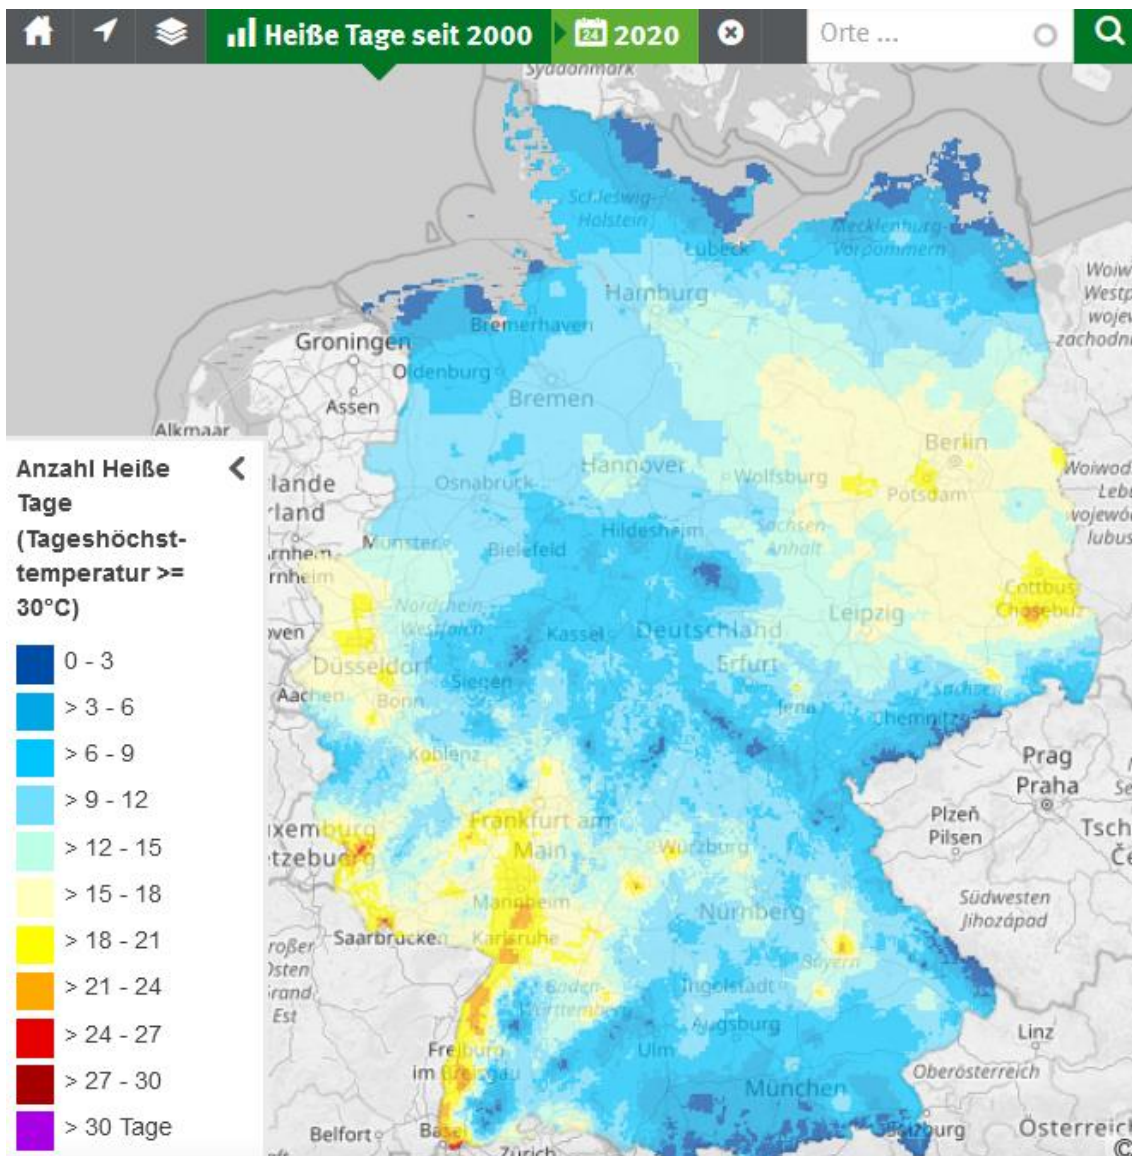 Heiße Tage seit 2000
24
2020
Orte ...
Syddanmark
Schleswig-
Holstein
Lübeck
Mecklenburg-
Vorpommern
Hamburg
Bremerhaven
Groningen
Oldenburg
Assen
Bremen
Alkmaar
Berlin
Potsdam
Hannover
Wolfsburg
Osnabrück
Hildesheim
Sachsen-
Anhalt
Münster
Bielefeld
Cottbus
Chóśebuz
Nordrhein-
Westfalen
Kassel
Deutschland
Leipzig
Düsseldorf
Siegen
Erfurt
Aachen
Bonn
Jena
Sachsen
Chemnitz
Koblenz
Prag
Praha
Frankfurt am
Main
Würzburg
Plzeň
Pilsen
Mannheim
Nürnberg
Südwesten
Jihozápad
Saarbrücken
Karlsruhe
Bayern
Baden-
Württemberg
Ingolstadt
Augsburg
Ulm
Linz
Freiburg
im Breisgau
München
Oberösterreich
Belfort
Basel
Zürich
Salzburg
Österreich
©
Anzahl Heiße
Tage
(Tageshöchst-
temperatur >=
30°C)
0 - 3
> 3 - 6
> 6 - 9
> 9 - 12
> 12 - 15
> 15 - 18
> 18 - 21
> 21 - 24
> 24 - 27
> 27 - 30
> 30 Tage